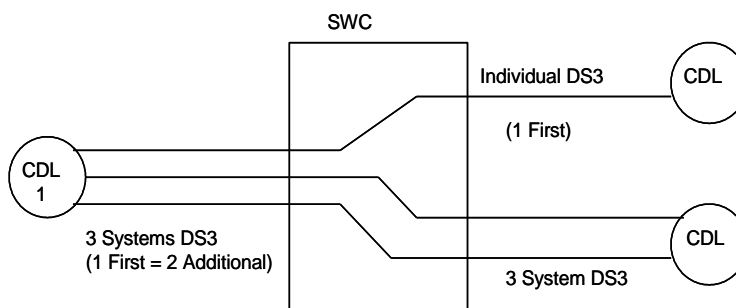 SWC
Individual DS3
CDL
(1 First)
CDL
1
3 Systems DS3
(1 First = 2 Additional)
CDL
3 System DS3